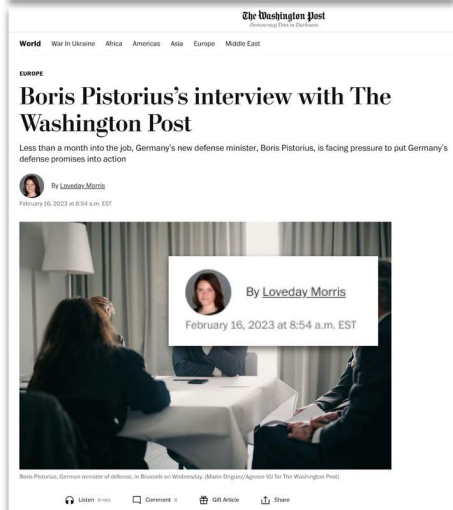 The Washington Post
Democracy Dies in Darkness
World War in Ukraine Africa Americas Asia Europe Middle East
EUROPE
Boris Pistorius's interview with The
Washington Post
Less than a month into the job, Germany's new defense minister, Boris Pistorius, is facing pressure to put Germany's
defense promises into action
By Loveday Morris
February 16, 2023 at 8:54 a.m. EST
By Loveday Morris
February 16, 2023 at 8:54 a.m. EST
Boris Pistorius, German minister of defense, in Brussels on Wednesday. (Marin Driguez/Agence VU for The Washington Post)
Listen 9 min Comment 0 Gift Article Share